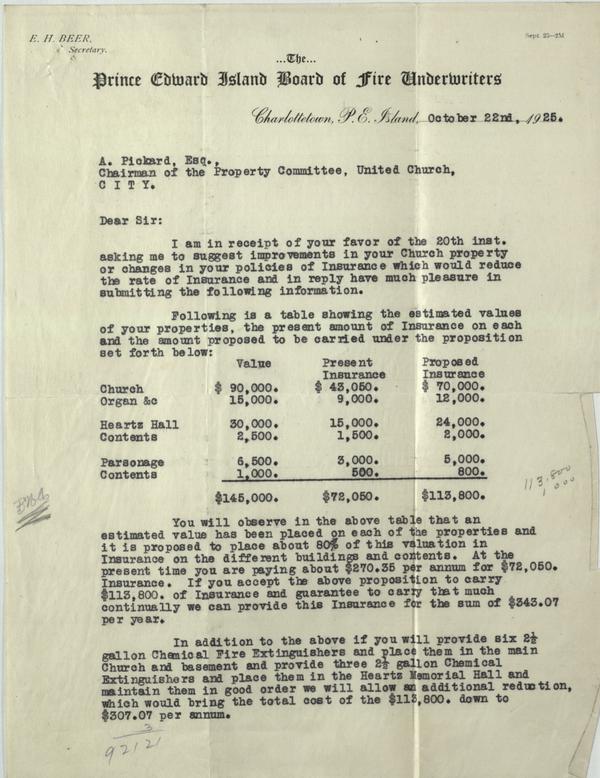 E. H. BEER,
Secretary.
Sept. 25—2M
...The...
Prince Edward Island Board of Fire Underwriters
Charlottetown, P.E. Island, October 22nd, 1925.
A. Pickard, Esq.,
Chairman of the Property Committee, United Church,
C I T Y.
Dear Sir:
I am in receipt of your favor of the 20th inst.
asking me to suggest improvements in your Church property
or changes in your policies of Insurance which would reduce
the rate of Insurance and in reply have much pleasure in
submitting the following information.
Following is a table showing the estimated values
of your properties, the present amount of Insurance on each
and the amount proposed to be carried under the proposition
set forth below:
Value Present Proposed
Insurance Insurance
Church $ 90,000. $ 43,050. $ 70,000.
Organ &c 15,000. 9,000. 12,000.
Heartz Hall 30,000. 15,000. 24,000.
Contents 2,500. 1,500. 2,000.
Parsonage 6,500. 3,000. 5,000.
Contents 1,000. 500. 800.
113,800
1,000
$145,000. $72,050. $113,800.
You will observe in the above table that an
estimated value has been placed on each of the properties and
it is proposed to place about 80% of this valuation in
Insurance on the different buildings and contents. At the
present time you are paying about $270.35 per annum for $72,050.
Insurance. If you accept the above proposition to carry
$113,800. of Insurance and guarantee to carry that much
continually we can provide this Insurance for the sum of $343.07
per year.
In addition to the above if you will provide six 2½
gallon Chemical Fire Extinguishers and place them in the main
Church and basement and provide three 2½ gallon Chemical
Extinguishers and place them in the Heartz Memorial Hall and
maintain them in good order we will allow an additional reduction,
which would bring the total cost of the $113,800. down to
$307.07 per annum.
3
92121